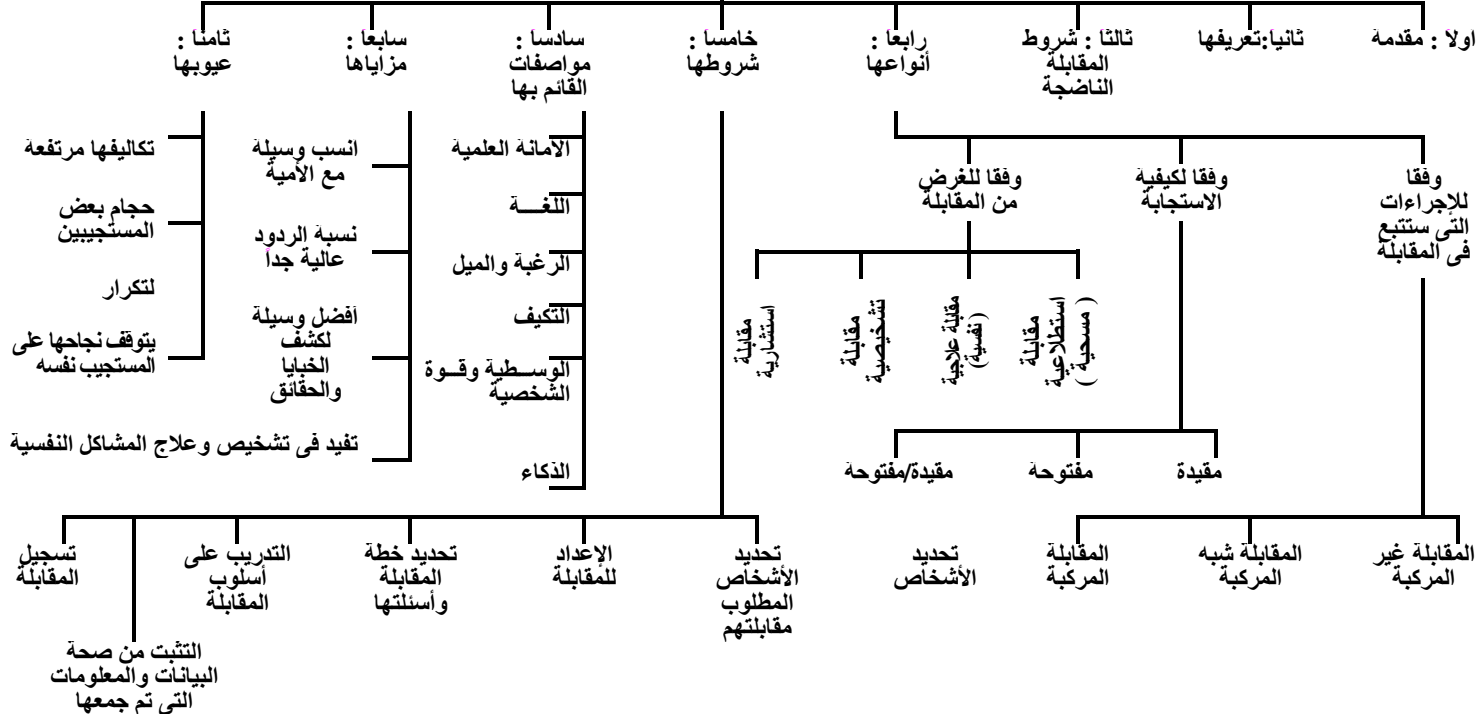 اولا : مقدمة
ثانيا:تعريفها
ثالثا : شروط
المقابلة
الناضجة
رابعا :
أنواعها
خامسا :
شروطها
سادسا :
مواصفات
القائم بها
سابعا :
مزاياها
ثامنا :
عيوبها
وفقا
للإجراءات
التى ستتبع
فى المقابلة
وفقا لكيفية
الاستجابة
وفقا للغرض
من المقابلة
مقابلة
استطلاعية
( مسحية )
مقابلة علاجية
(نفسية)
مقابلة
تشخيصية
مقابلة
استشارية
مقيدة
مفتوحة
مقيدة/مفتوحة
المقابلة غير
المركبة
المقابلة شبه
المركبة
المقابلة
المركبة
تحديد
الأشخاص
تحديد
الأشخاص
المطلوب
مقابلتهم
الإعداد
للمقابلة
تحديد خطة
المقابلة
وأسئلتها
التدريب على
أسلوب
المقابلة
التثبت من صحة
البيانات والمعلومات
التى تم جمعها
تسجيل
المقابلة
الامانة العلمية
اللغـــة
الرغبة والميل
التكيف
الوســطية وقــوة
الشخصية
الذكاء
انسب وسيلة
مع الأمية
نسبة الردود
عالية جداً
أفضل وسيلة
لكشف
الخبايا
والحقائق
تفيد فى تشخيص وعلاج المشاكل النفسية
تكاليفها مرتفعة
حجام بعض
المستجيبين
لتكرار
يتوقف نجاحها على
المستجيب نفسه